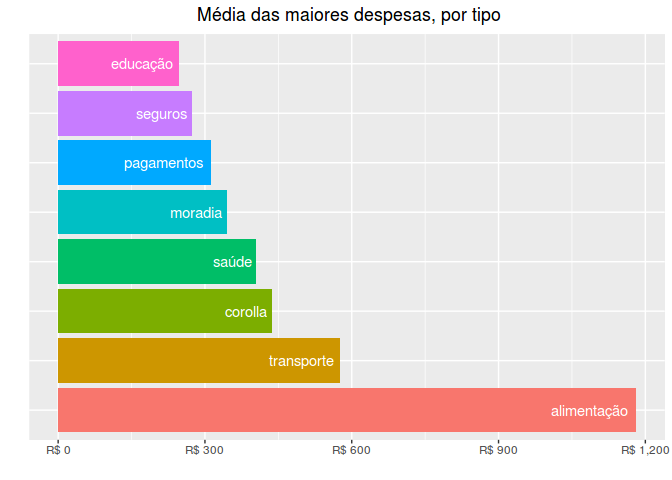 Média das maiores despesas, por tipo
educação
seguros
pagamentos
moradia
saúde
corolla
transporte
alimentação
R$ 0 R$ 300 R$ 600 R$ 900 R$ 1,200